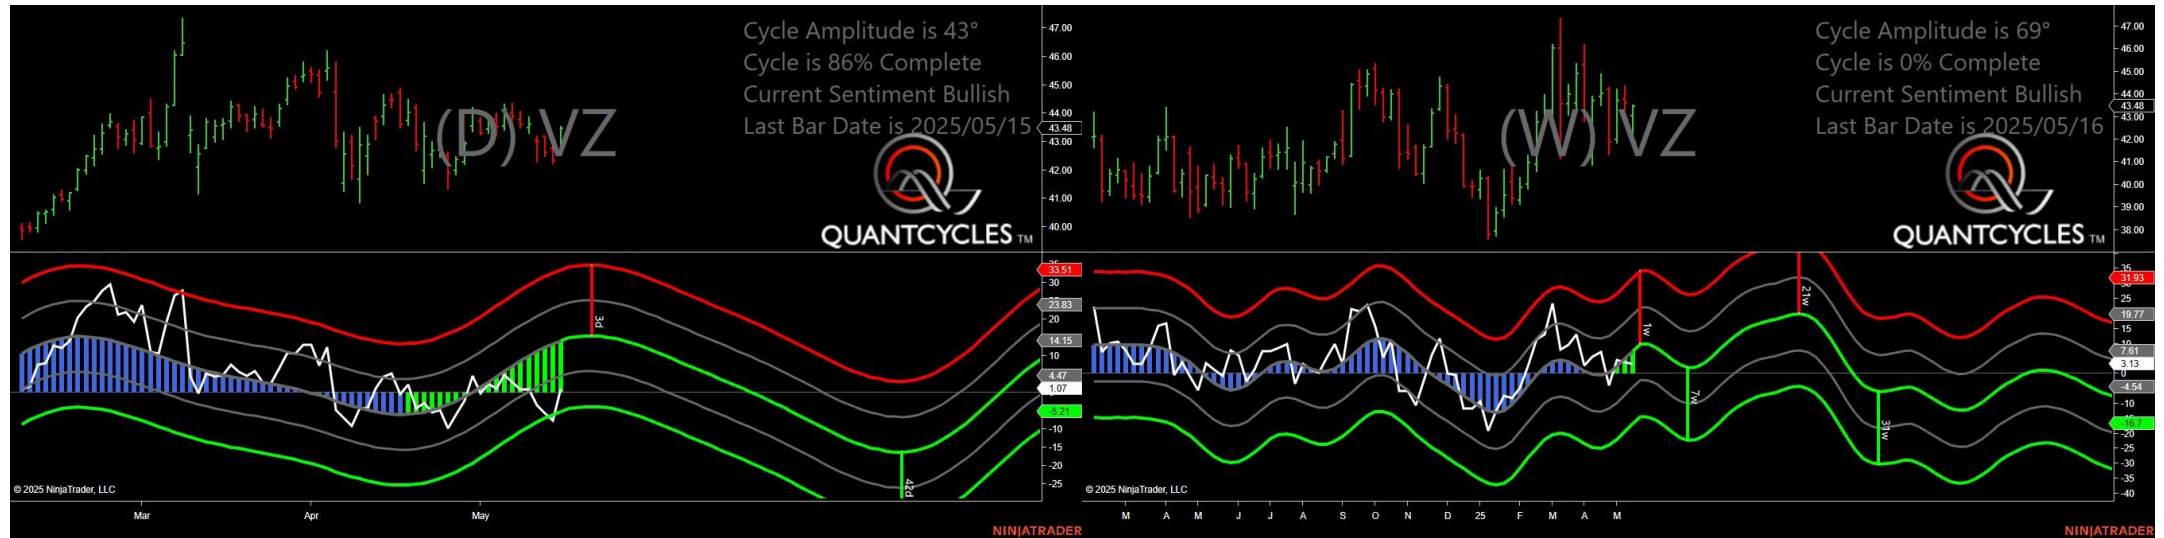 Cycle Amplitude is 43°
Cycle is 86% Complete
Current Sentiment Bullish
Last Bar Date is 2025/05/15
(D) VZ
QUANTCYCLES TM
47.00
46.00
45.00
44.00
43.48
43.00
42.00
41.00
40.00
35
33.51
30
23.83
20
14.15
10
4.47
1.07
-5.21
-10
-15
-20
-25
3d
42d
© 2025 NinjaTrader, LLC
Mar
Apr
May
NINJATRADER
Cycle Amplitude is 69°
Cycle is 0% Complete
Current Sentiment Bullish
Last Bar Date is 2025/05/16
(W) VZ
QUANTCYCLES TM
47.00
46.00
45.00
44.00
43.48
43.00
42.00
41.00
40.00
39.00
38.00
35
31.93
25
19.77
15
7.61
3.13
0
-4.54
-10
-16.7
-20
-25
-30
-35
-40
1w
7w
21w
31w
© 2025 NinjaTrader, LLC
M
A
M
J
J
A
S
O
N
D
25
F
M
A
M
NINJATRADER